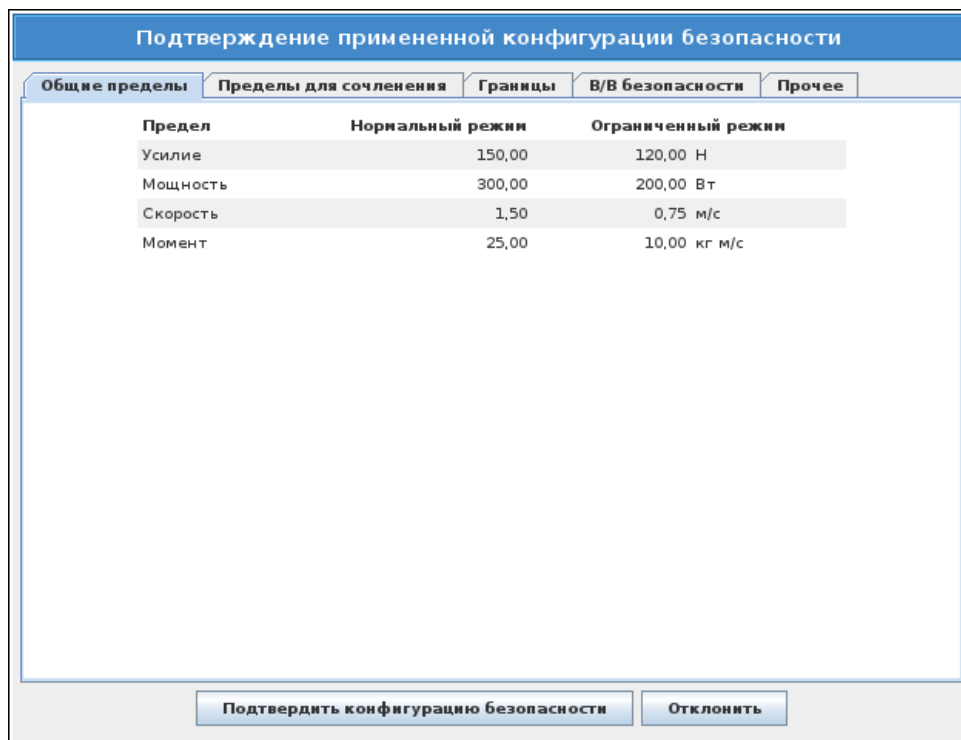 Подтверждение примененной конфигурации безопасности
Общие пределы Пределы для сочленения Границы В/В безопасности Прочее
Предел Нормальный режим Ограниченный режим
Усилие 150,00 120,00 Н
Мощность 300,00 200,00 Вт
Скорость 1,50 0,75 м/с
Момент 25,00 10,00 кг м/с
Подтвердить конфигурацию безопасности Отклонить